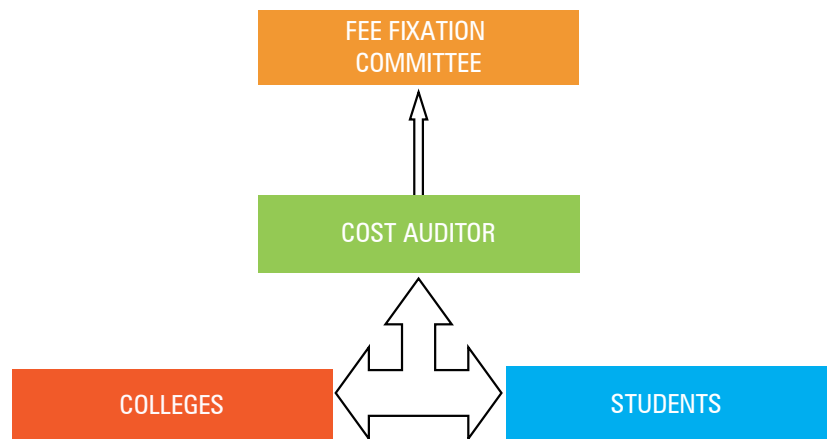 FEE FIXATION
COMMITTEE
COST AUDITOR
COLLEGES
STUDENTS